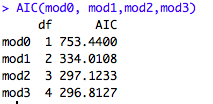 > AIC(mod0, mod1,mod2,mod3)
df AIC
mod0 1 753.4400
mod1 2 334.0108
mod2 3 297.1233
mod3 4 296.8127